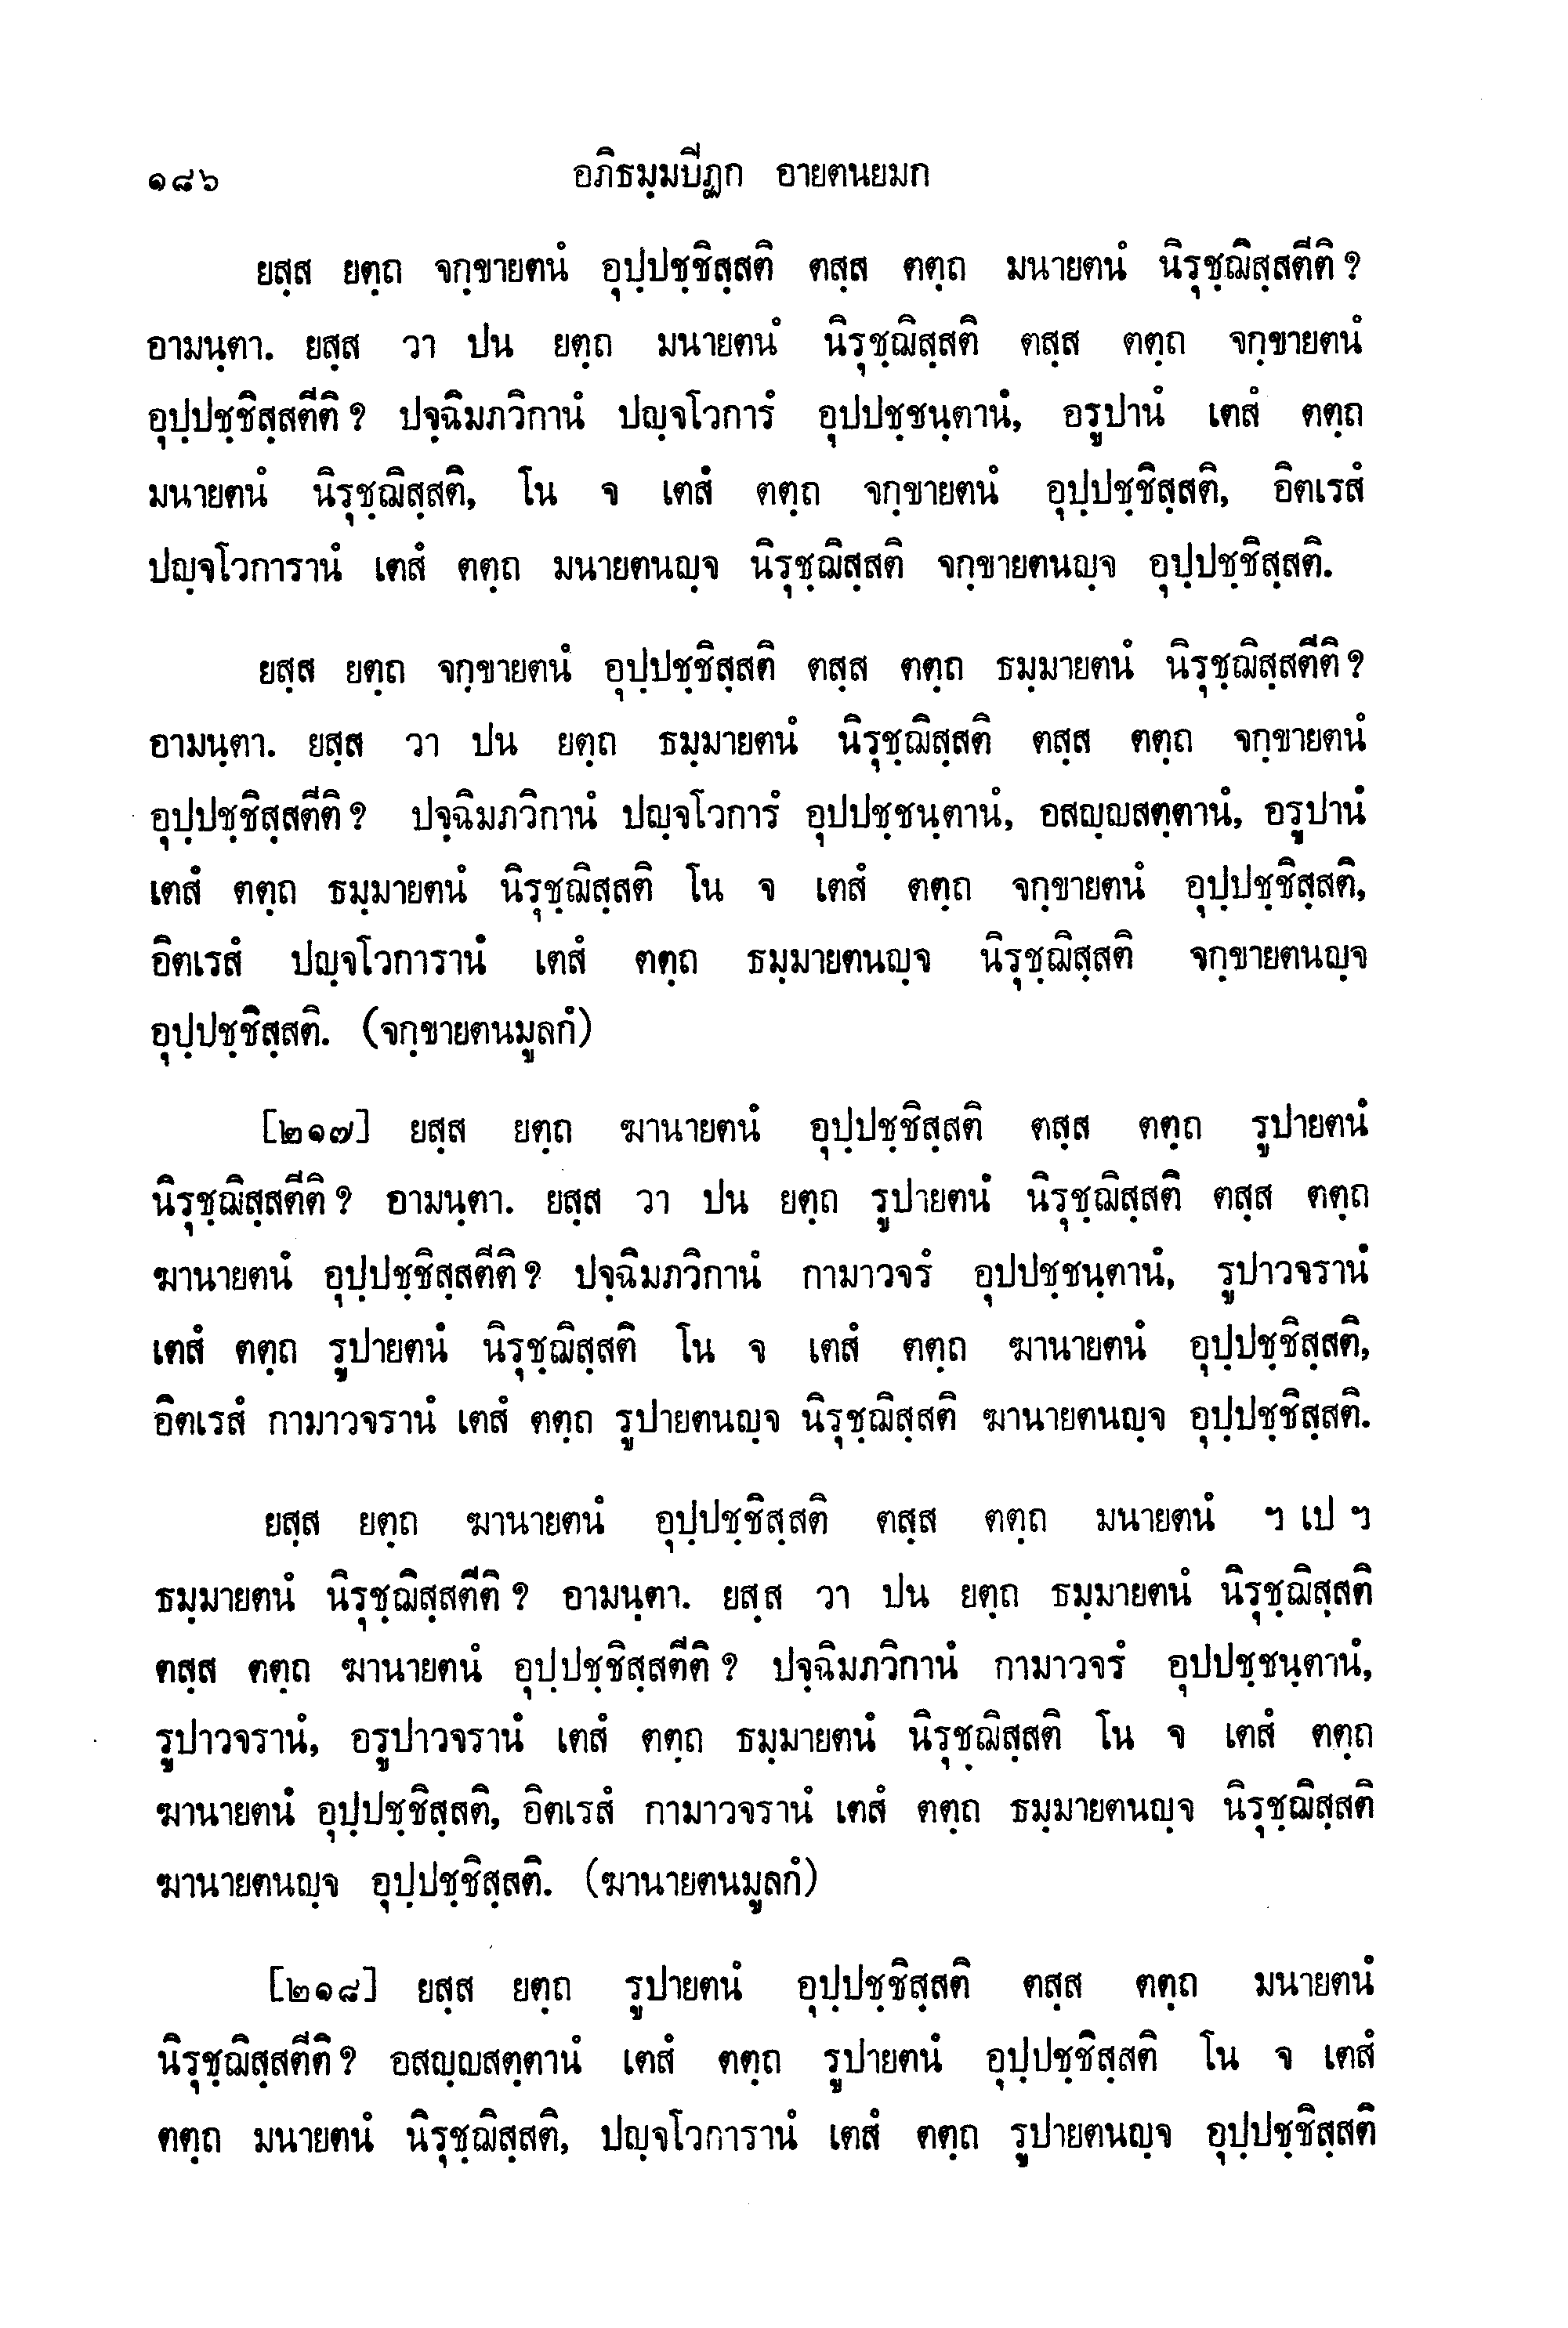 ๑๘๖ อภิธมฺมปิฏก อายตนยมก
ยสฺส ยตฺถ จกฺขายตนํ อุปฺปชฺชิสฺสติ ตสฺส ตตฺถ มนายตนํ นิรุชฺฌิสฺสตีติ ?
อามนฺตา. ยสฺส วา ปน ยตฺถ มนายตนํ นิรุชฺฌิสฺสติ ตสฺส ตตฺถ จกฺขายตนํ
อุปฺปชฺชิสฺสตีติ ? ปจฺฉิมภวิกานํ ปญฺจโวการํ อุปปชฺชนฺตานํ, อรูปานํ เตสํ ตตฺถ
มนายตนํ นิรุชฺฌิสฺสติ, โน จ เตสํ ตตฺถ จกฺขายตนํ อุปฺปชฺชิสฺสติ, อิตเรสํ
ปญฺจโวการานํ เตสํ ตตฺถ มนายตนญฺจ นิรุชฺฌิสฺสติ จกฺขายตนญฺจ อุปฺปชฺชิสฺสติ.
ยสฺส ยตฺถ จกฺขายตนํ อุปฺปชฺชิสฺสติ ตสฺส ตตฺถ ธมฺมายตนํ นิรุชฺฌิสฺสตีติ ?
อามนฺตา. ยสฺส วา ปน ยตฺถ ธมฺมายตนํ นิรุชฺฌิสฺสติ ตสฺส ตตฺถ จกฺขายตนํ
อุปฺปชฺชิสฺสตีติ ? ปจฺฉิมภวิกานํ ปญฺจโวการํ อุปปชฺชนฺตานํ, อสญฺญสตฺตานํ, อรูปานํ
เตสํ ตตฺถ ธมฺมายตนํ นิรุชฺฌิสฺสติ โน จ เตสํ ตตฺถ จกฺขายตนํ อุปฺปชฺชิสฺสติ,
อิตเรสํ ปญฺจโวการานํ เตสํ ตตฺถ ธมฺมายตนญฺจ นิรุชฺฌิสฺสติ จกฺขายตนญฺจ
อุปฺปชฺชิสฺสติ. (จกฺขายตนมูลกํ)
[๒๑๗] ยสฺส ยตฺถ ฆานายตนํ อุปฺปชฺชิสฺสติ ตสฺส ตตฺถ รูปายตนํ
นิรุชฺฌิสฺสตีติ ? อามนฺตา. ยสฺส วา ปน ยตฺถ รูปายตนํ นิรุชฺฌิสฺสติ ตสฺส ตตฺถ
ฆานายตนํ อุปฺปชฺชิสฺสตีติ ? ปจฺฉิมภวิกานํ กามาวจรํ อุปปชฺชนฺตานํ, รูปาวจรานํ
เตสํ ตตฺถ รูปายตนํ นิรุชฺฌิสฺสติ โน จ เตสํ ตตฺถ ฆานายตนํ อุปฺปชฺชิสฺสติ,
อิตเรสํ กามาวจรานํ เตสํ ตตฺถ รูปายตนญฺจ นิรุชฺฌิสฺสติ ฆานายตนญฺจ อุปฺปชฺชิสฺสติ.
ยสฺส ยตฺถ ฆานายตนํ อุปฺปชฺชิสฺสติ ตสฺส ตตฺถ มนายตนํ ฯ เป ฯ
ธมฺมายตนํ นิรุชฺฌิสฺสตีติ ? อามนฺตา. ยสฺส วา ปน ยตฺถ ธมฺมายตนํ นิรุชฺฌิสฺสติ
ตสฺส ตตฺถ ฆานายตนํ อุปฺปชฺชิสฺสตีติ ? ปจฺฉิมภวิกานํ กามาวจรํ อุปปชฺชนฺตานํ,
รูปาวจรานํ, อรูปาวจรานํ เตสํ ตตฺถ ธมฺมายตนํ นิรุชฺฌิสฺสติ โน จ เตสํ ตตฺถ
ฆานายตนํ อุปฺปชฺชิสฺสติ, อิตเรสํ กามาวจรานํ เตสํ ตตฺถ ธมฺมายตนญฺจ นิรุชฺฌิสฺสติ
ฆานายตนญฺจ อุปฺปชฺชิสฺสติ. (ฆานายตนมูลกํ)
[๒๑๘] ยสฺส ยตฺถ รูปายตนํ อุปฺปชฺชิสฺสติ ตสฺส ตตฺถ มนายตนํ
นิรุชฺฌิสฺสตีติ ? อสญฺญสตฺตานํ เตสํ ตตฺถ รูปายตนํ อุปฺปชฺชิสฺสติ โน จ เตสํ
ตตฺถ มนายตนํ นิรุชฺฌิสฺสติ, ปญฺจโวการานํ เตสํ ตตฺถ รูปายตนญฺจ อุปฺปชฺชิสฺสติ